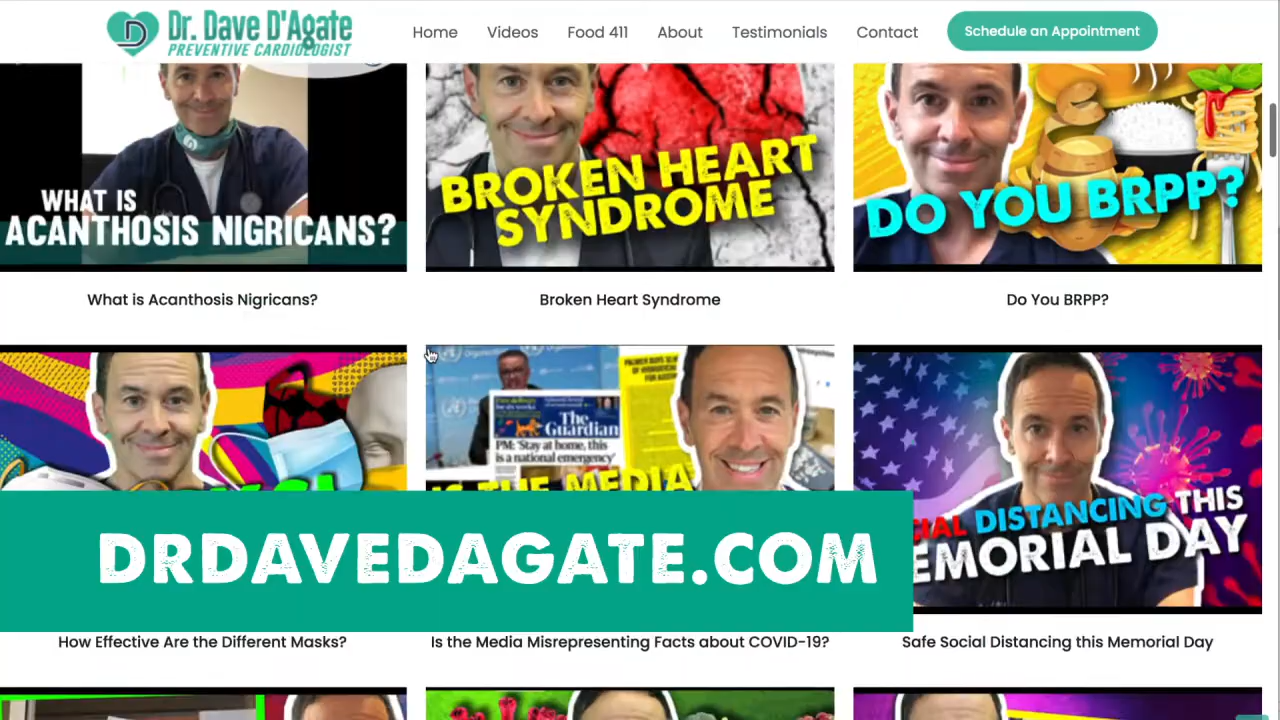 Dr. Dave D'Agate
PREVENTIVE CARDIOLOGIST
Home Videos Food 411 About Testimonials Contact Schedule an Appointment
WHAT IS
ACANTHOSIS NIGRICANS?
BROKEN HEART
SYNDROME
DO YOU BRPP?
What is Acanthosis Nigricans?
Broken Heart Syndrome
Do You BRPP?
The
Guardian
PM: 'Stay at home, this
is a national emergency'
IS THE MEDIA
DISTANCING THIS
MEMORIAL DAY
DRDAVEDAGATE.COM
How Effective Are the Different Masks?
Is the Media Misrepresenting Facts about COVID-19?
Safe Social Distancing this Memorial Day